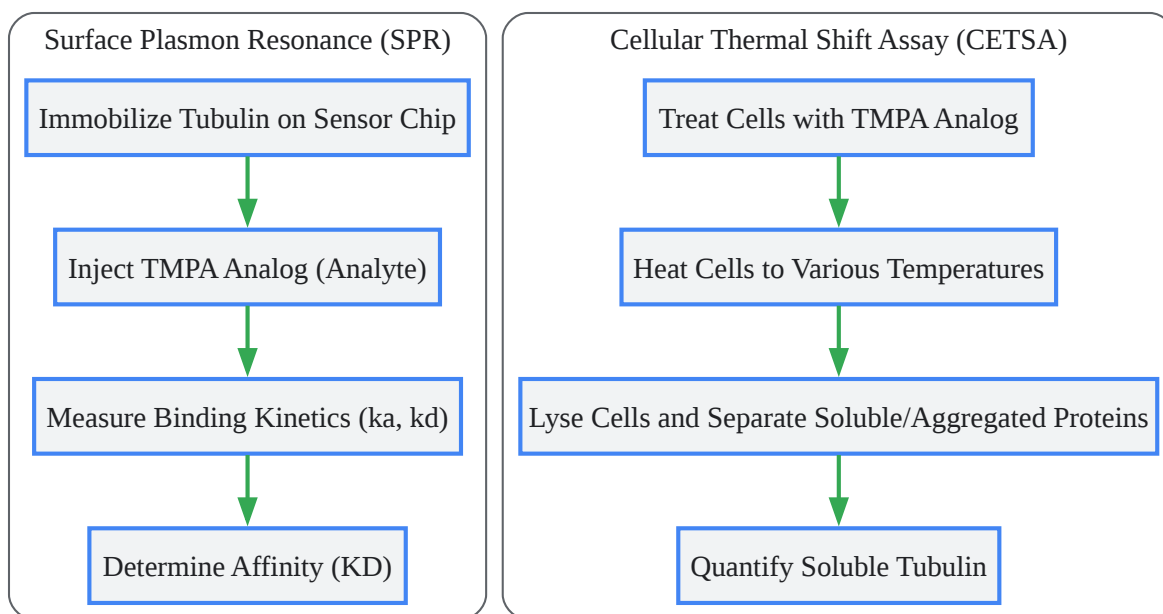 Surface Plasmon Resonance (SPR)
Immobilize Tubulin on Sensor Chip
Inject TMPA Analog (Analyte)
Measure Binding Kinetics (ka, kd)
Determine Affinity (KD)
Cellular Thermal Shift Assay (CETSA)
Treat Cells with TMPA Analog
Heat Cells to Various Temperatures
Lyse Cells and Separate Soluble/Aggregated Proteins
Quantify Soluble Tubulin